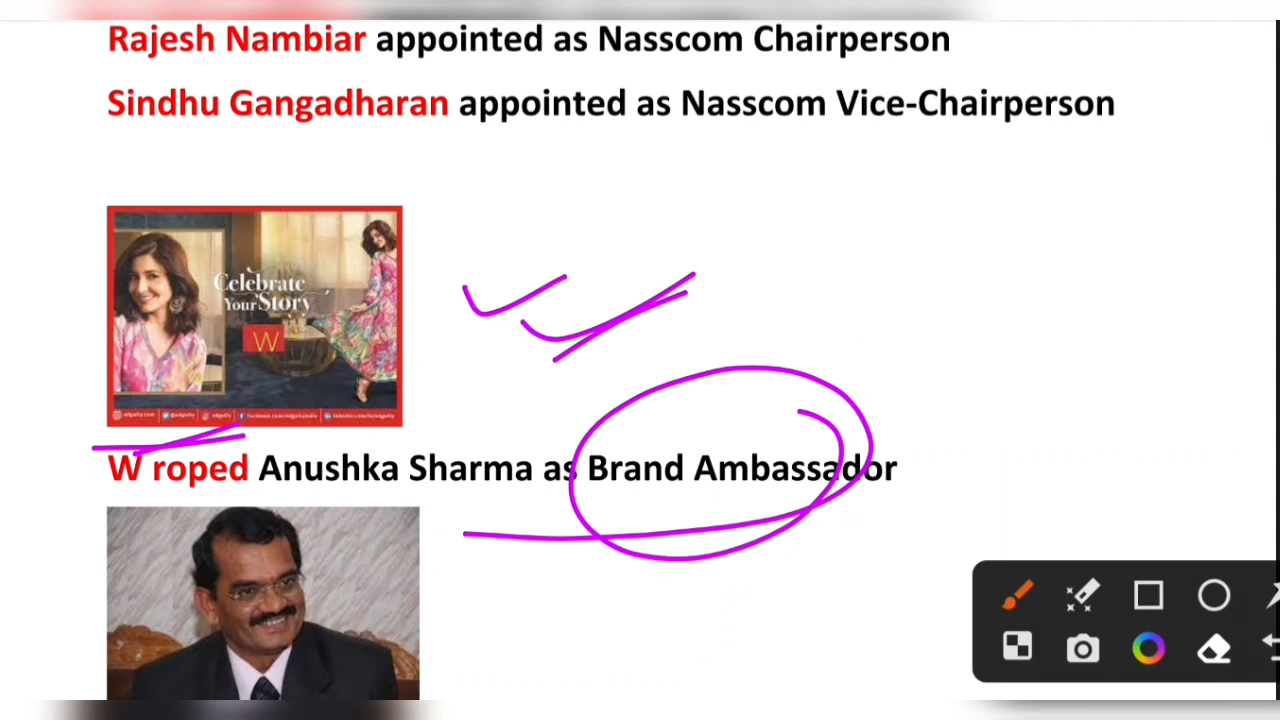 Rajesh Nambiar appointed as Nasscom Chairperson
Sindhu Gangadharan appointed as Nasscom Vice-Chairperson
Celebrate
Your Story
W
W roped Anushka Sharma as Brand Ambassador